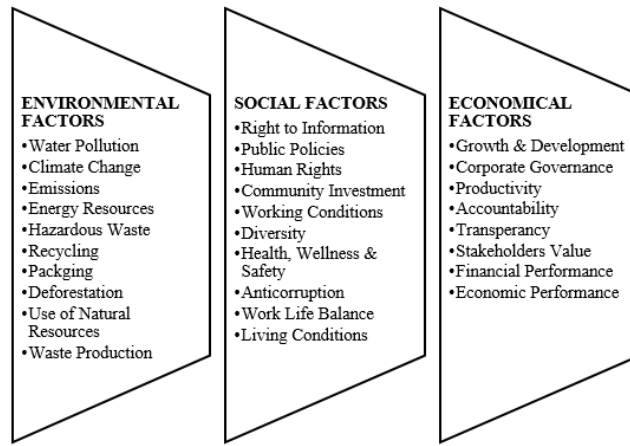 ENVIRONMENTAL
FACTORS
•Water Pollution
•Climate Change
•Emissions
•Energy Resources
•Hazardous Waste
•Recycling
•Packging
•Deforestation
•Use of Natural
Resources
•Waste Production
SOCIAL FACTORS
•Right to Information
•Public Policies
•Human Rights
•Community Investment
•Working Conditions
•Diversity
•Health, Wellness &
Safety
•Anticorruption
•Work Life Balance
•Living Conditions
ECONOMICAL
FACTORS
•Growth & Development
•Corporate Governance
•Productivity
•Accountability
•Transperancy
•Stakeholders Value
•Financial Performance
•Economic Performance